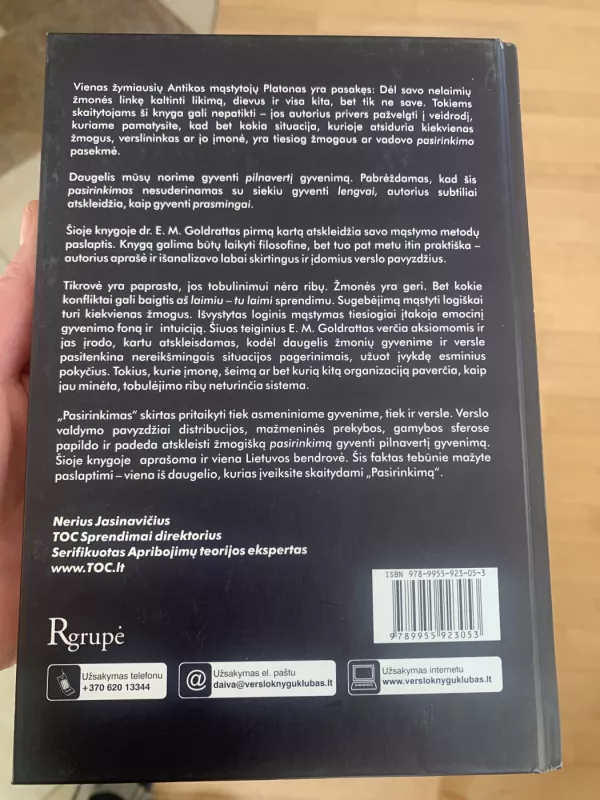 Vienas žymiausių Antikos mąstytojų Platonas yra pasakęs: Dėl savo nelaimių
žmonės linkę kaltinti likimą, dievus ir visa kita, bet tik ne save. Tokiems
skaitytojams ši knyga gali nepatikti – jos autorius privers pažvelgti į veidrodį,
kuriame pamatysite, kad bet kokia situacija, kurioje atsiduria kiekvienas
žmogus, verslininkas ar jo įmonė, yra tiesiog žmogaus ar vadovo pasirinkimo
pasekmė.
Daugelis mūsų norime gyventi pilnavertį gyvenimą. Pabrėždamas, kad šis
pasirinkimas nesuderinamas su siekiu gyventi lengvai, autorius subtiliai
atskleidžia, kaip gyventi prasmingai.
Šioje knygoje dr. E. M. Goldrattas pirmą kartą atskleidžia savo mąstymo metodų
paslaptis. Knygą galima būtų laikyti filosofine, bet tuo pat metu itin praktiška –
autorius aprašė ir išanalizavo labai skirtingus ir įdomius verslo pavyzdžius.
Tikrovė yra paprasta, jos tobulinimui nėra ribų. Žmonės yra geri. Bet kokie
konfliktai gali baigtis aš laimiu – tu laimi sprendimu. Sugebėjimą mąstyti logiškai
turi kiekvienas žmogus. Išvystytas loginis mąstymas tiesiogiai įtakoja emocinį
gyvenimo foną ir intuiciją. Šiuos teiginius E. M. Goldrattas verčia aksiomomis ir
jas įrodo, kartu atskleisdamas, kodėl daugelis žmonių gyvenime ir versle
pasitenkina nereikšmingais situacijos pagerinimais, užuot įvykdę esminius
pokyčius. Tokius, kurie įmonę, šeimą ar bet kurią kitą organizaciją paverčia, kaip
jau minėta, tobulėjimo ribų neturinčia sistema.
„Pasirinkimas“ skirtas pritaikyti tiek asmeniniame gyvenime, tiek ir versle. Verslo
valdymo pavyzdžiai distribucijos, mažmeninės prekybos, gamybos sferose
papildo ir padeda atskleisti žmogišką pasirinkimą gyventi pilnavertį gyvenimą.
Šioje knygoje aprašoma ir viena Lietuvos bendrovė. Šis faktas tebūnie mažyte
paslaptimi – viena iš daugelio, kurias įveiksite skaitydami „Pasirinkimą“.
Nerius Jasinavičius
TOC Sprendimai direktorius
Serifikuotas Apribojimų teorijos ekspertas
www.TOC.lt
ISBN 978-9955-923-05-3
9789955923053
Rgrupė
Užsakymas telefonu
+370 620 13344
@
Užsakymas el. paštu
daiva@versloknyguklubas.lt
Užsakymas internetu
www.versloknyguklubas.lt